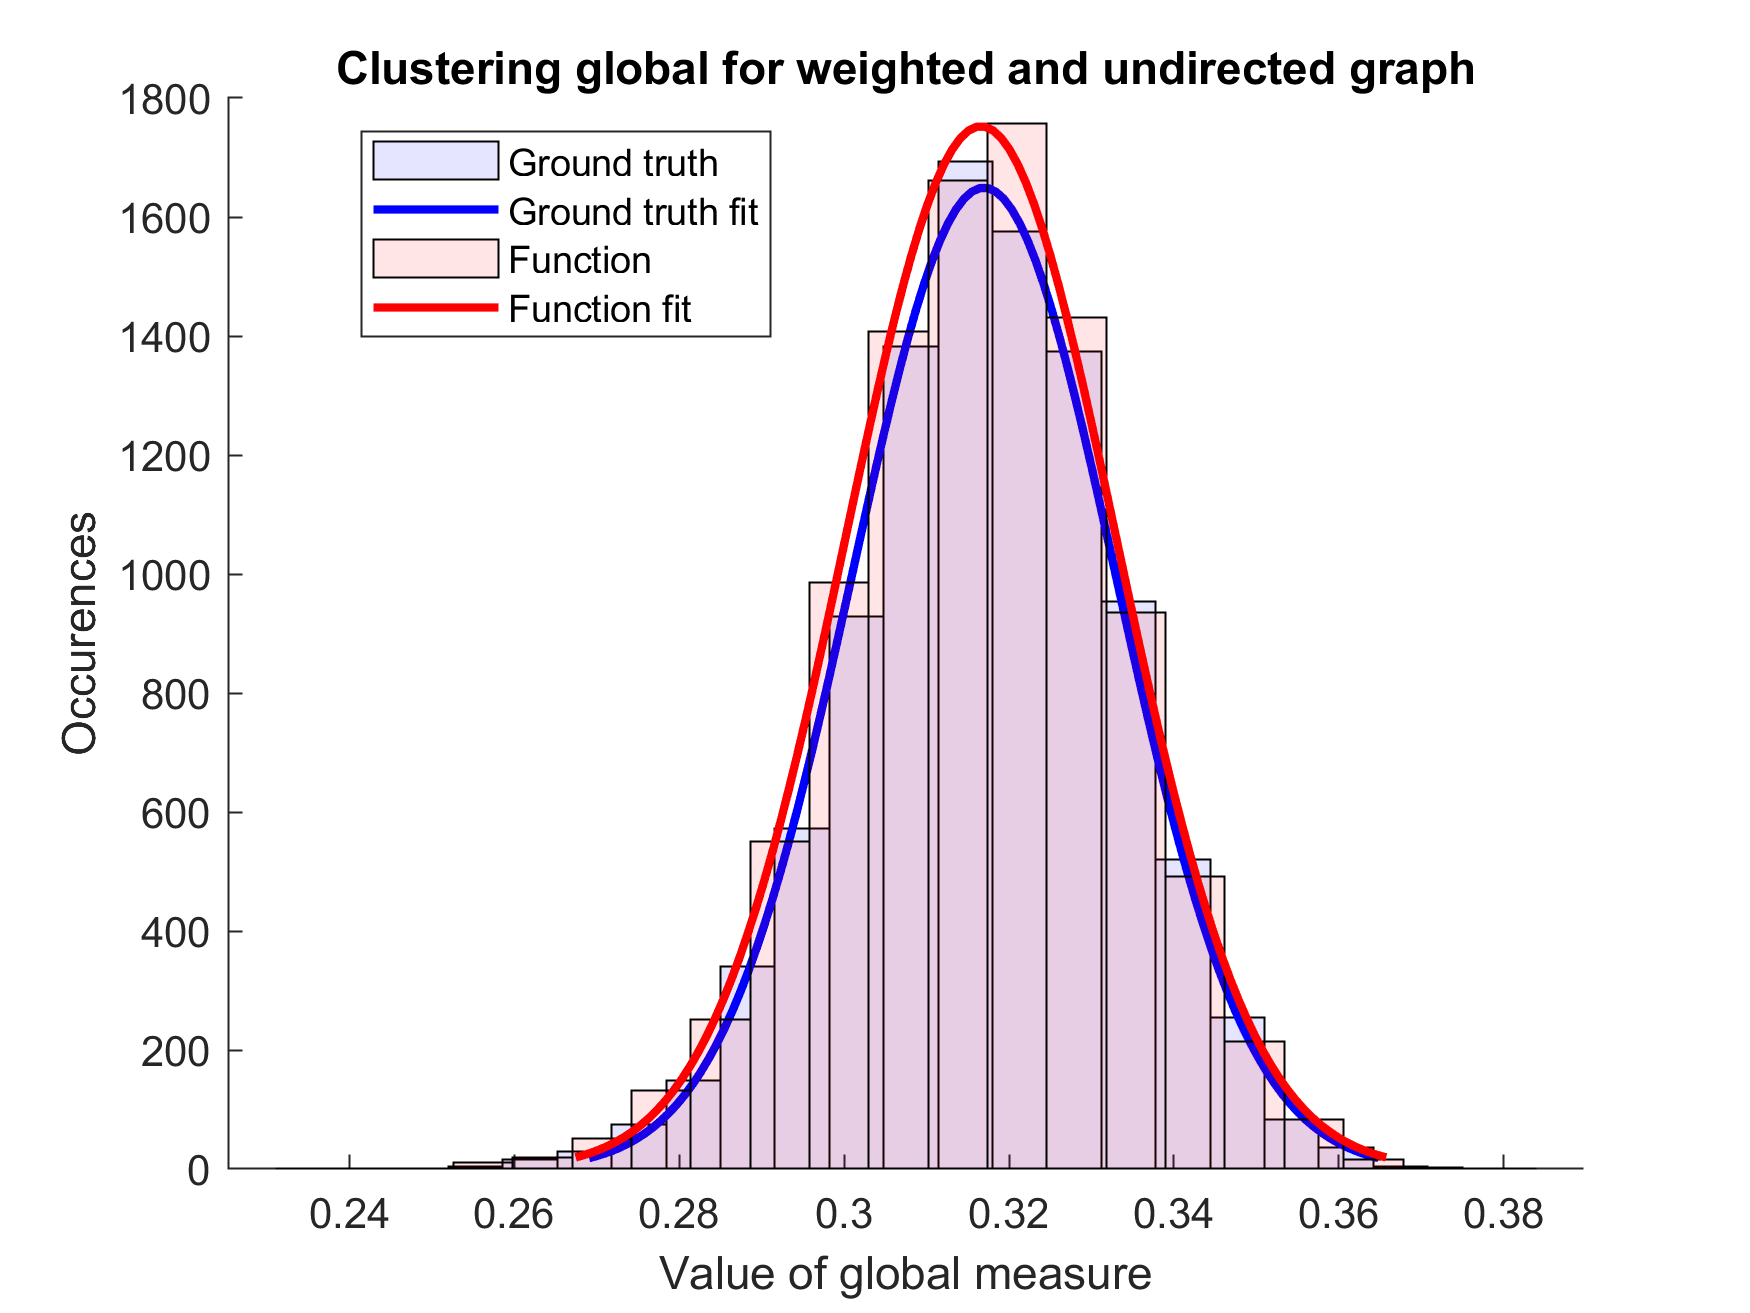 Clustering global for weighted and undirected graph
1800
1600
1400
1200
1000
800
600
400
200
0
Occurences
Ground truth
Ground truth fit
Function
Function fit
0.24 0.26 0.28 0.3 0.32 0.34 0.36 0.38
Value of global measure